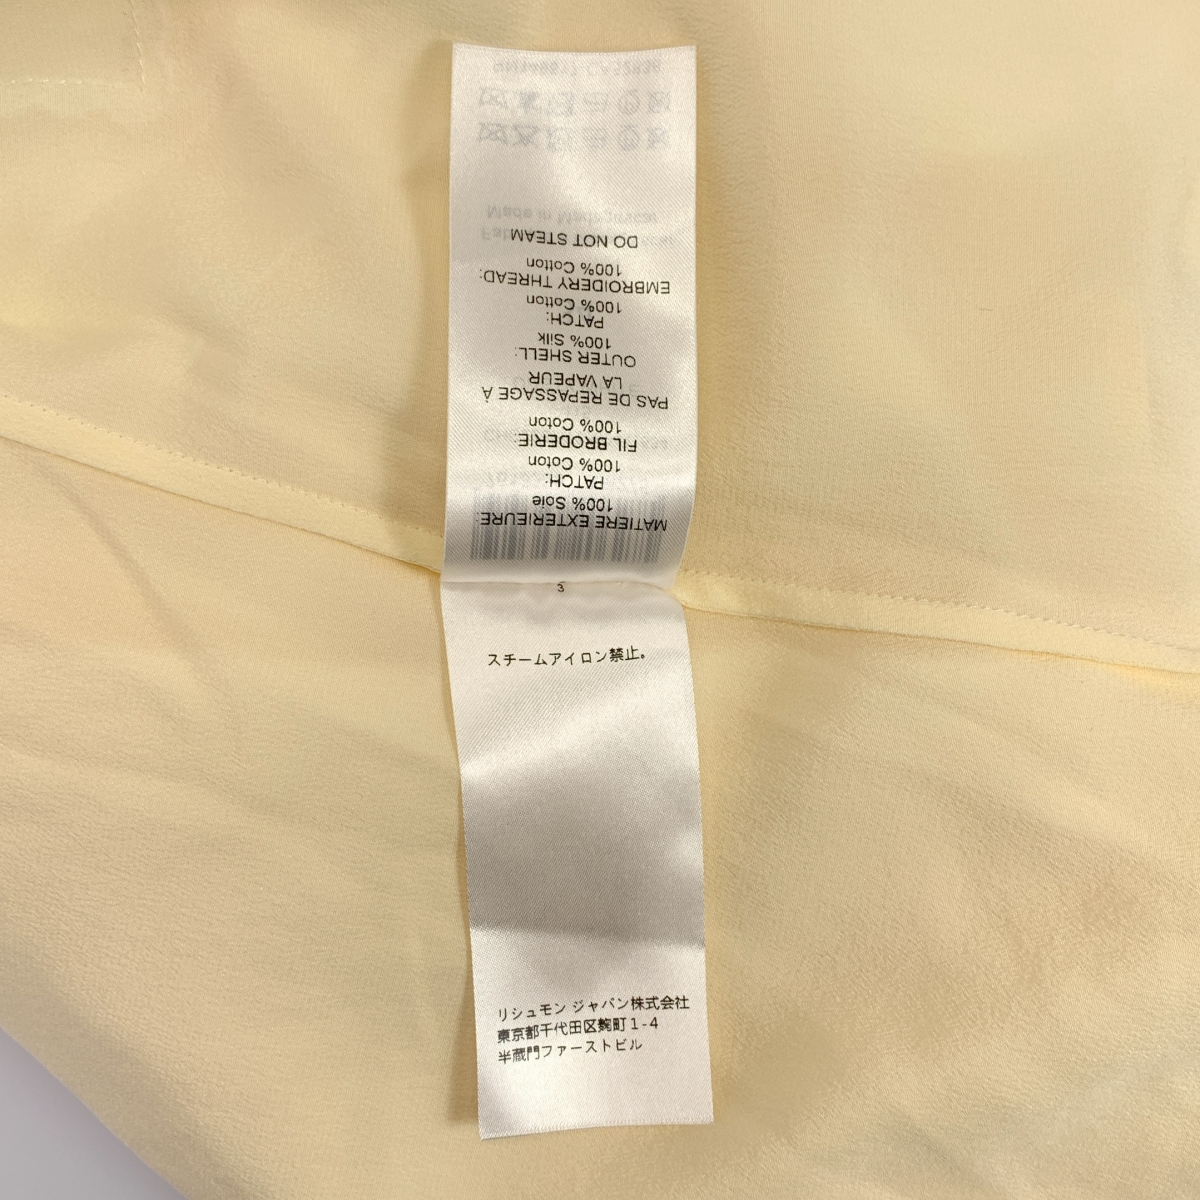 MATIERE EXTERIEURE:
100% Soie
PATCH:
100% Coton
FIL BRODERIE:
100% Coton
PAS DE REPASSAGE À
LA VAPEUR
OUTER SHELL:
100% Silk
PATCH:
100% Cotton
EMBROIDERY THREAD:
100% Cotton
DO NOT STEAM
Made in Madagascar
3
スチームアイロン禁止。
リシュモン ジャパン株式会社
東京都千代田区麹町1-4
半蔵門ファーストビル